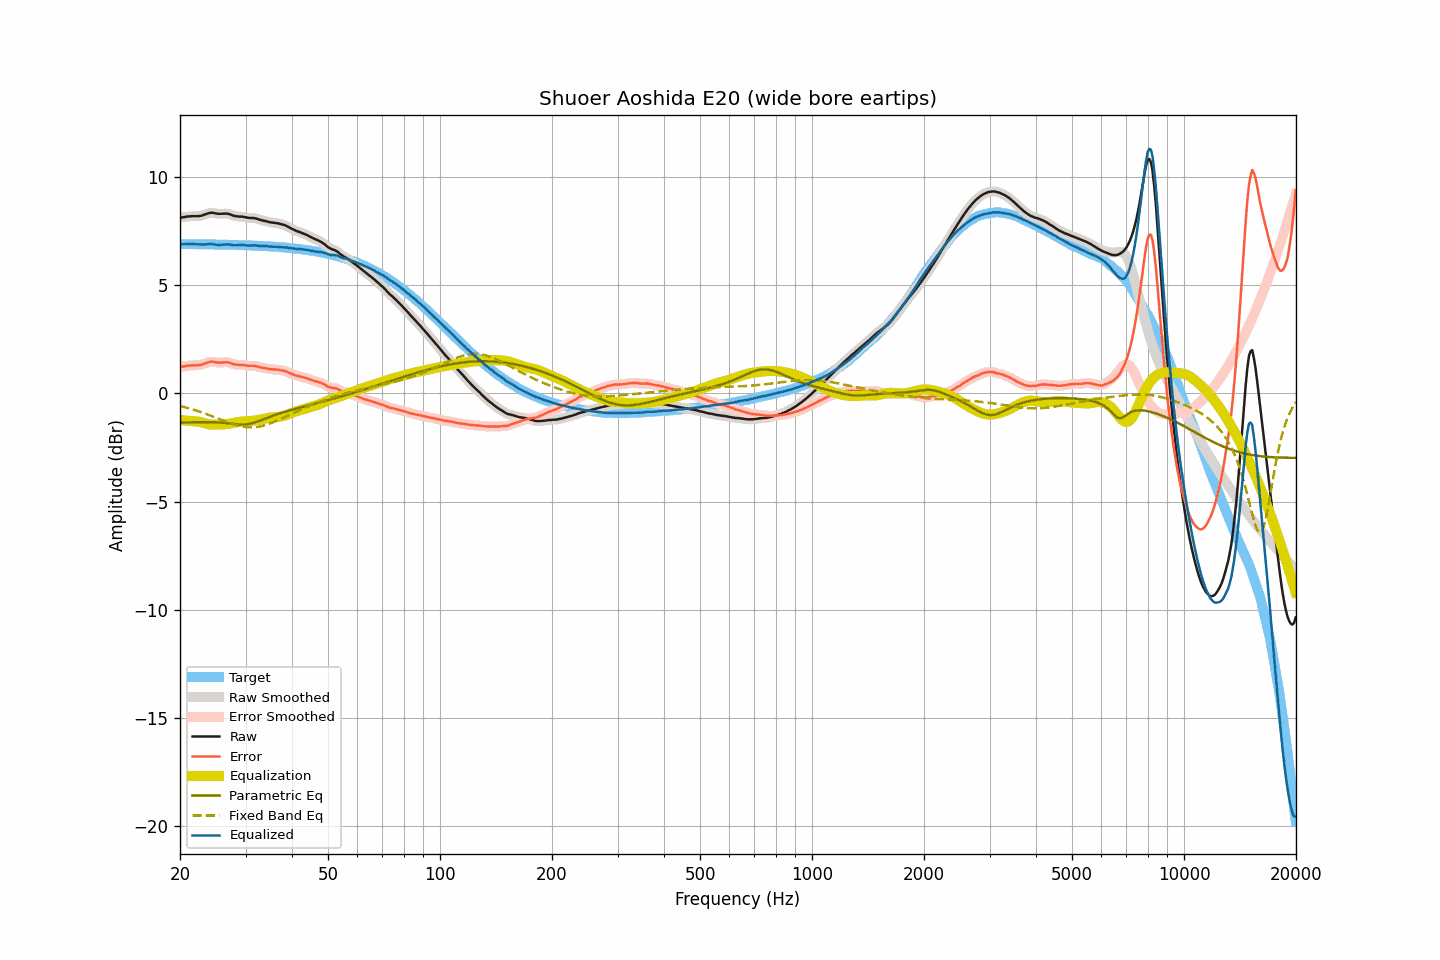 Shuoer Aoshida E20 (wide bore eartips)
10
5
0
−5
−10
−15
−20
Amplitude (dBr)
Target
Raw Smoothed
Error Smoothed
Raw
Error
Equalization
Parametric Eq
Fixed Band Eq
Equalized
20 50 100 200 500 1000 2000 5000 10000 20000
Frequency (Hz)